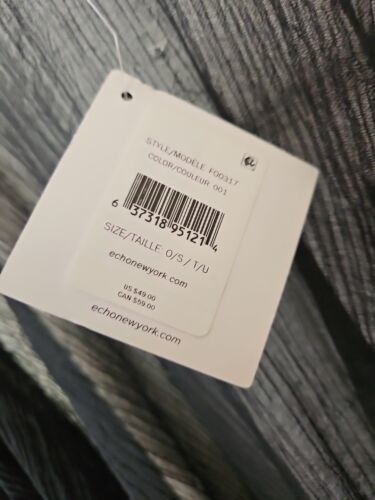 STYLE/MODÈLE F00317
COLOR/COULEUR 001
6 37318 95121 4
SIZE/TAILLE O/S / T/U
echonewyork.com
US $49.00
CAN $59.00
echonewyork.com